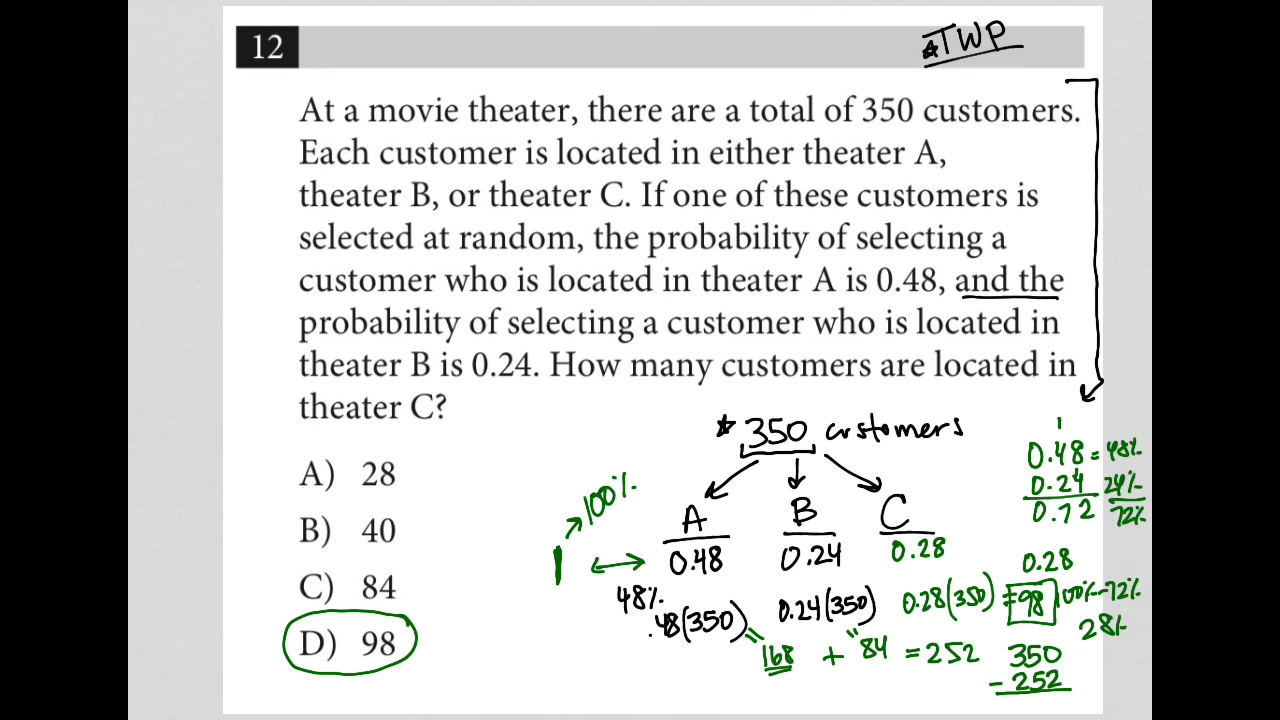 12
*TWP
At a movie theater, there are a total of 350 customers.
Each customer is located in either theater A,
theater B, or theater C. If one of these customers is
selected at random, the probability of selecting a
customer who is located in theater A is 0.48, and the
probability of selecting a customer who is located in
theater B is 0.24. How many customers are located in
theater C?
A) 28
B) 40
C) 84
D) 98
* 350 customers
A B C
0.48 0.24 0.28
1
100%
48%
.48(350) 0.24(350) 0.28(350) = 98
= 168 + " 84 = 252
1
0.48 = 48%
0.24 24%
0.72 72%
0.28
100%-72%
28%
350
- 252